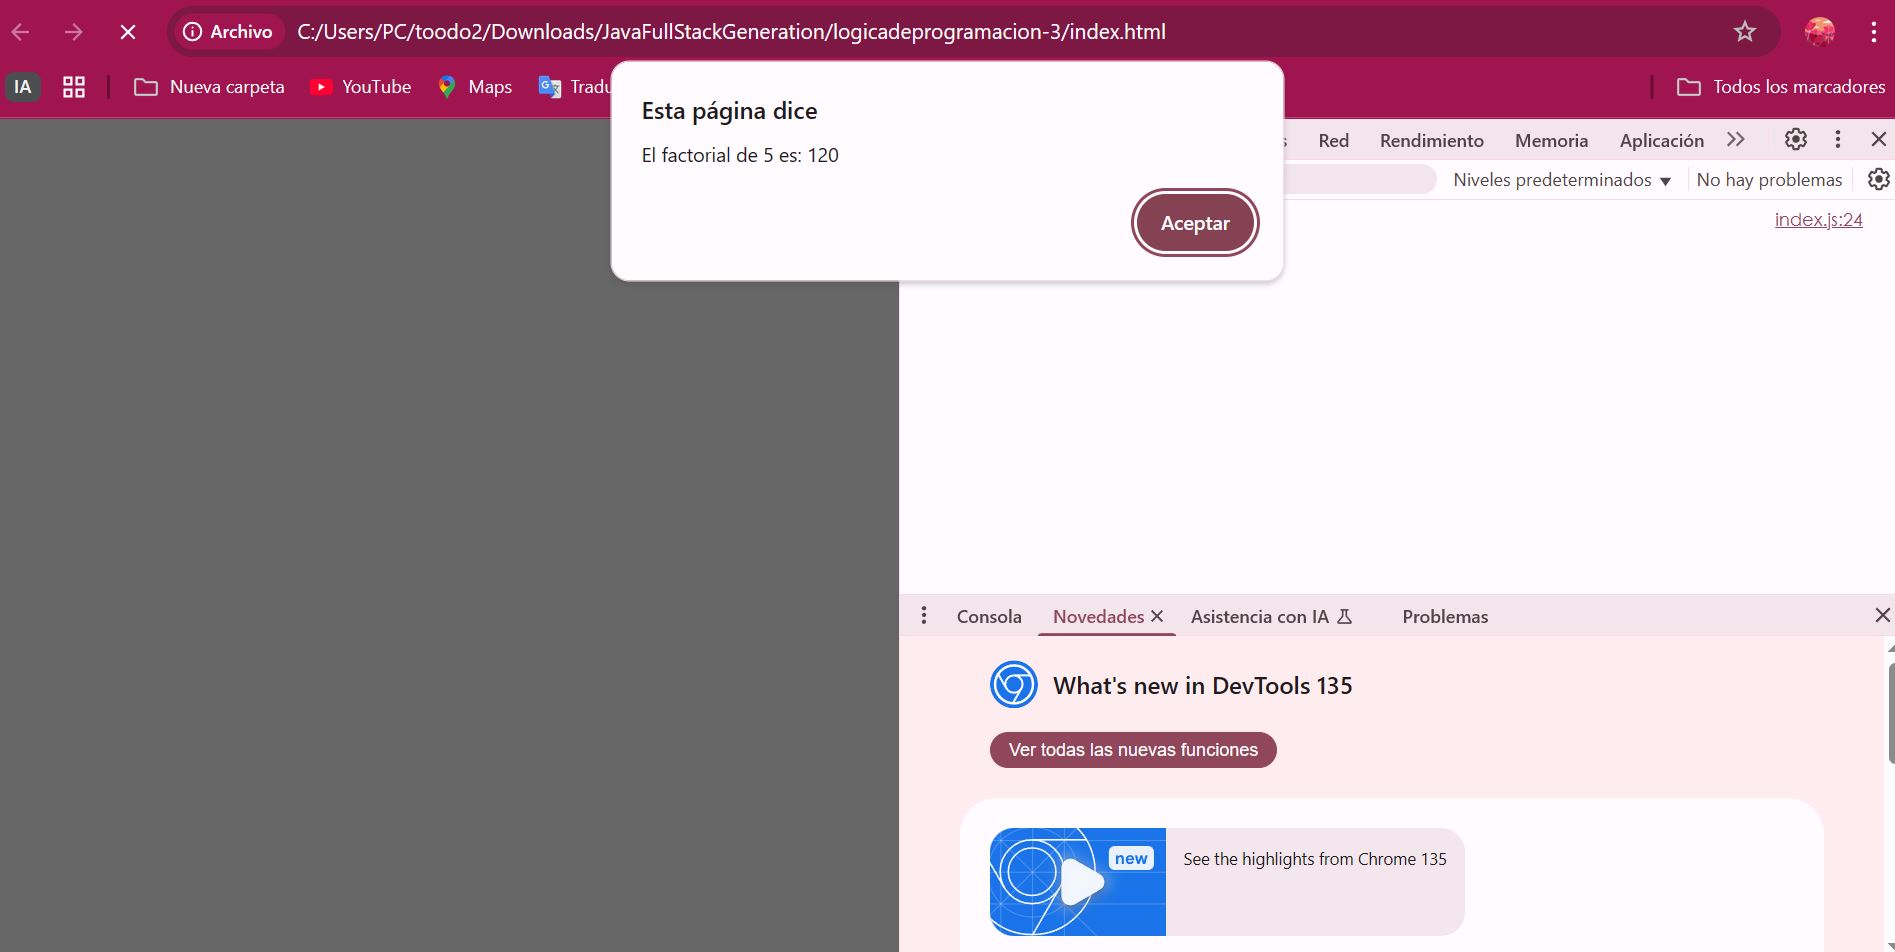 Archivo C:/Users/PC/toodo2/Downloads/JavaFullStackGeneration/logicadeprogramacion-3/index.html
IA Nueva carpeta YouTube Maps Tradu Todos los marcadores
Esta página dice
El factorial de 5 es: 120
Aceptar
Red Rendimiento Memoria Aplicación
Niveles predeterminados No hay problemas
index.js:24
Consola Novedades Asistencia con IA Problemas
What's new in DevTools 135
Ver todas las nuevas funciones
new
See the highlights from Chrome 135